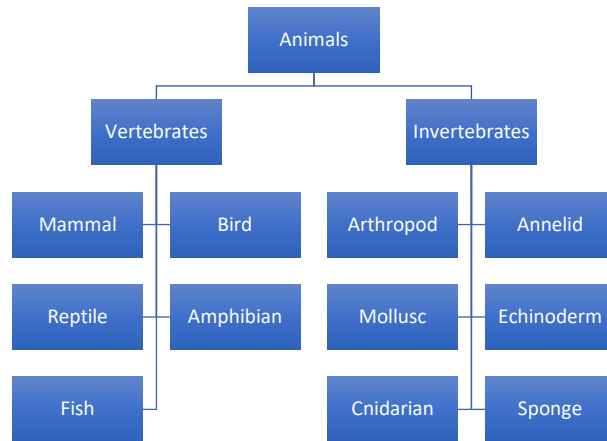 Animals
Vertebrates
Invertebrates
Mammal
Bird
Arthropod
Annelid
Reptile
Amphibian
Mollusc
Echinoderm
Fish
Cnidarian
Sponge